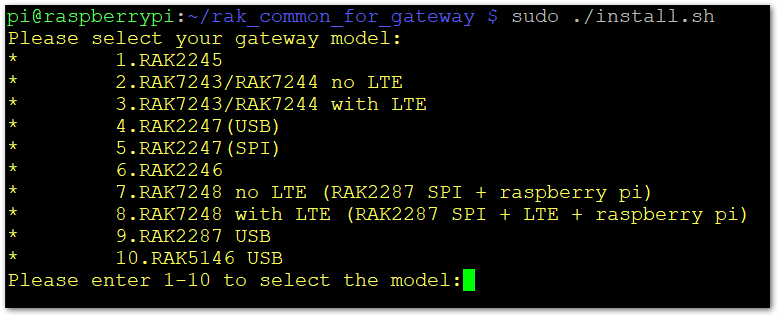 pi@raspberrypi:~/rak_common_for_gateway $ sudo ./install.sh
Please select your gateway model:
* 1.RAK2245
* 2.RAK7243/RAK7244 no LTE
* 3.RAK7243/RAK7244 with LTE
* 4.RAK2247(USB)
* 5.RAK2247(SPI)
* 6.RAK2246
* 7.RAK7248 no LTE (RAK2287 SPI + raspberry pi)
* 8.RAK7248 with LTE (RAK2287 SPI + LTE + raspberry pi)
* 9.RAK2287 USB
* 10.RAK5146 USB
Please enter 1-10 to select the model: